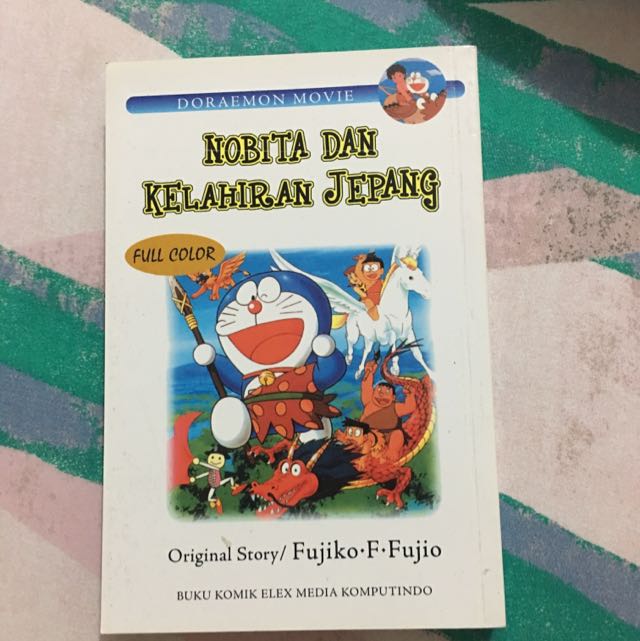 DORAEMON MOVIE
NOBITA DAN
KELAHIRAN JEPANG
FULL COLOR
Original Story/ Fujiko·F·Fujio
BUKU KOMIK ELEX MEDIA KOMPUTINDO